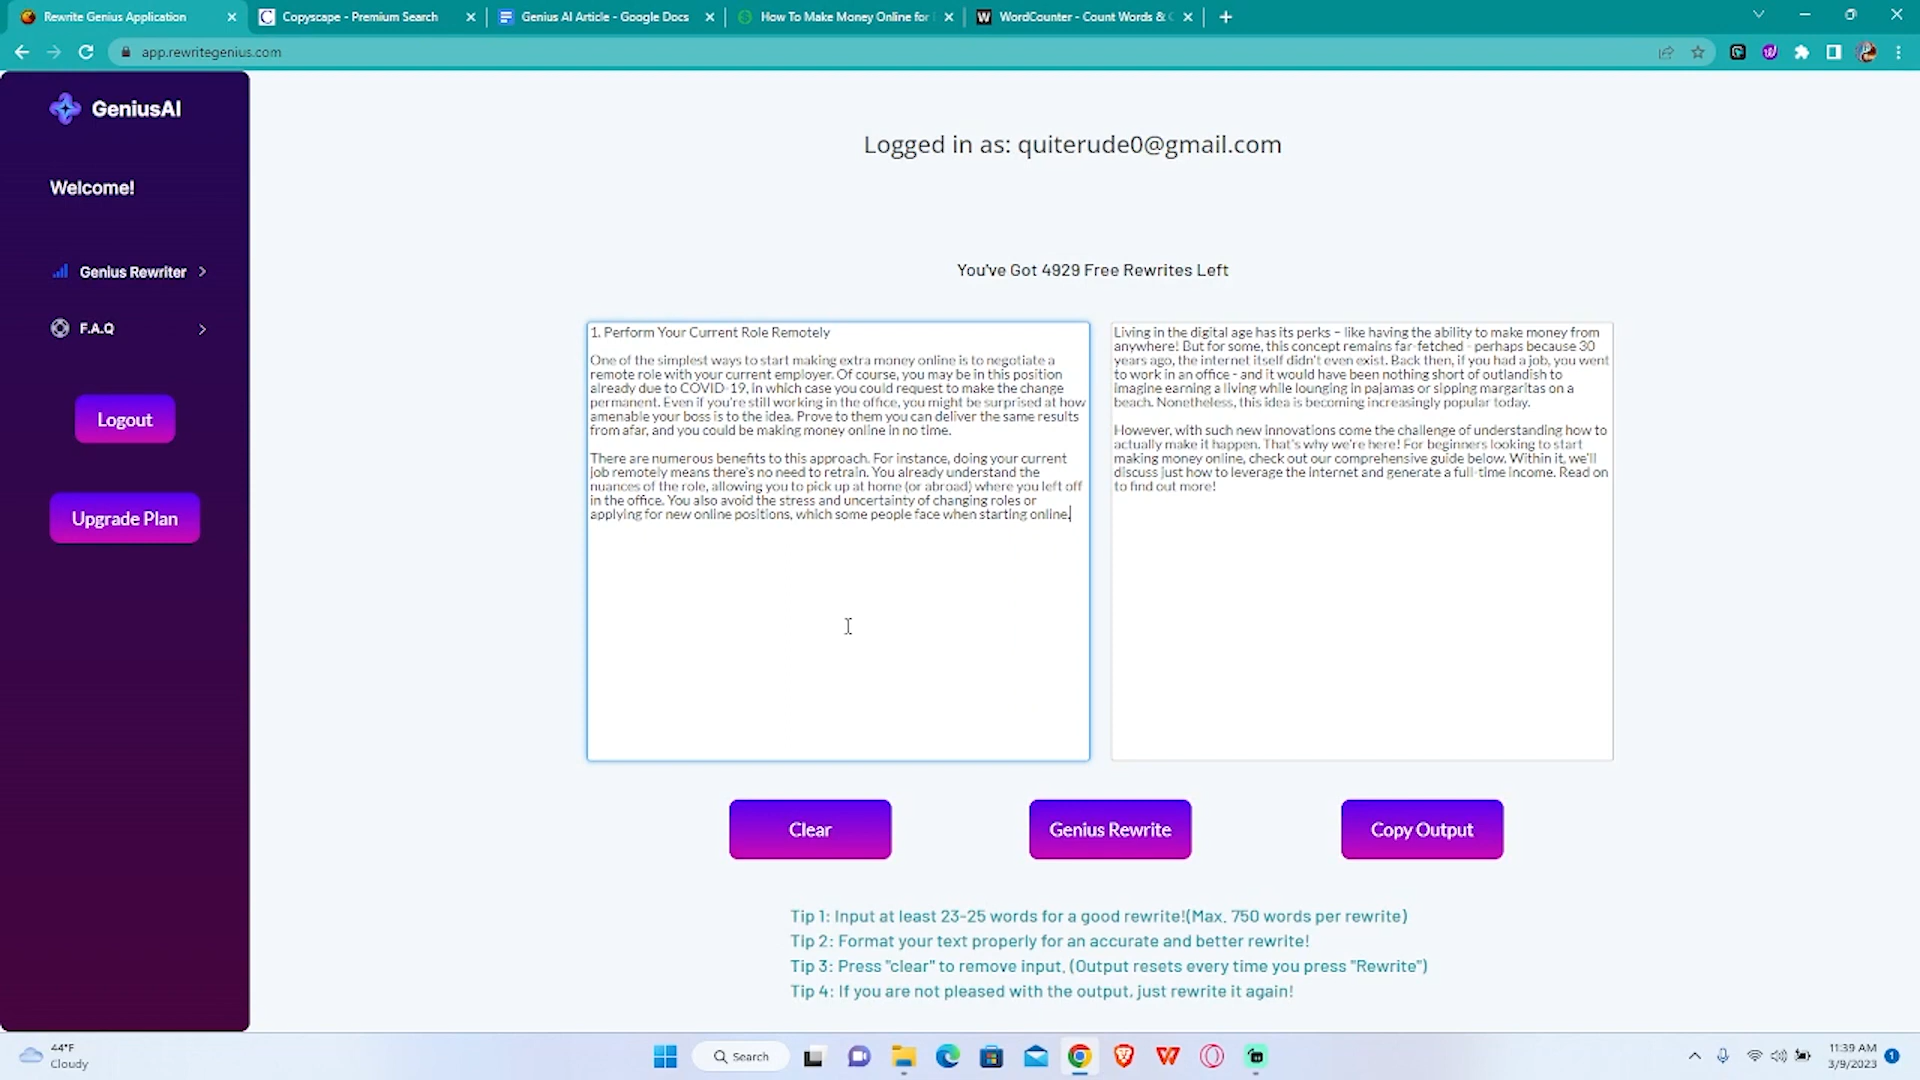 Rewrite Genius Application
Copyscape - Premium Search
Genius AI Article - Google Docs
How To Make Money Online for
WordCounter - Count Words &
app.rewritegenius.com
GeniusAI
Welcome!
Genius Rewriter
F.A.Q
Logout
Upgrade Plan
Logged in as: quiterude0@gmail.com
You've Got 4929 Free Rewrites Left
1. Perform Your Current Role Remotely
One of the simplest ways to start making extra money online is to negotiate a
remote role with your current employer. Of course, you may be in this position
already due to COVID-19, in which case you could request to make the change
permanent. Even if you're still working in the office, you might be surprised at how
amenable your boss is to the idea. Prove to them you can deliver the same results
from afar, and you could be making money online in no time.
There are numerous benefits to this approach. For instance, doing your current
job remotely means there's no need to retrain. You already understand the
nuances of the role, allowing you to pick up at home (or abroad) where you left off
in the office. You also avoid the stress and uncertainty of changing roles or
applying for new online positions, which some people face when starting online.
Living in the digital age has its perks – like having the ability to make money from
anywhere! But for some, this concept remains far-fetched - perhaps because 30
years ago, the internet itself didn't even exist. Back then, if you had a job, you went
to work in an office - and it would have been nothing short of outlandish to
imagine earning a living while lounging in pajamas or sipping margaritas on a
beach. Nonetheless, this idea is becoming increasingly popular today.
However, with such new innovations come the challenge of understanding how to
actually make it happen. That's why we're here! For beginners looking to start
making money online, check out our comprehensive guide below. Within it, we'll
discuss just how to leverage the internet and generate a full-time income. Read on
to find out more!
Clear
Genius Rewrite
Copy Output
Tip 1: Input at least 23-25 words for a good rewrite!(Max. 750 words per rewrite)
Tip 2: Format your text properly for an accurate and better rewrite!
Tip 3: Press "clear" to remove input. (Output resets every time you press "Rewrite")
Tip 4: If you are not pleased with the output, just rewrite it again!
44°F
Cloudy
Search
11:39 AM
3/9/2023
1